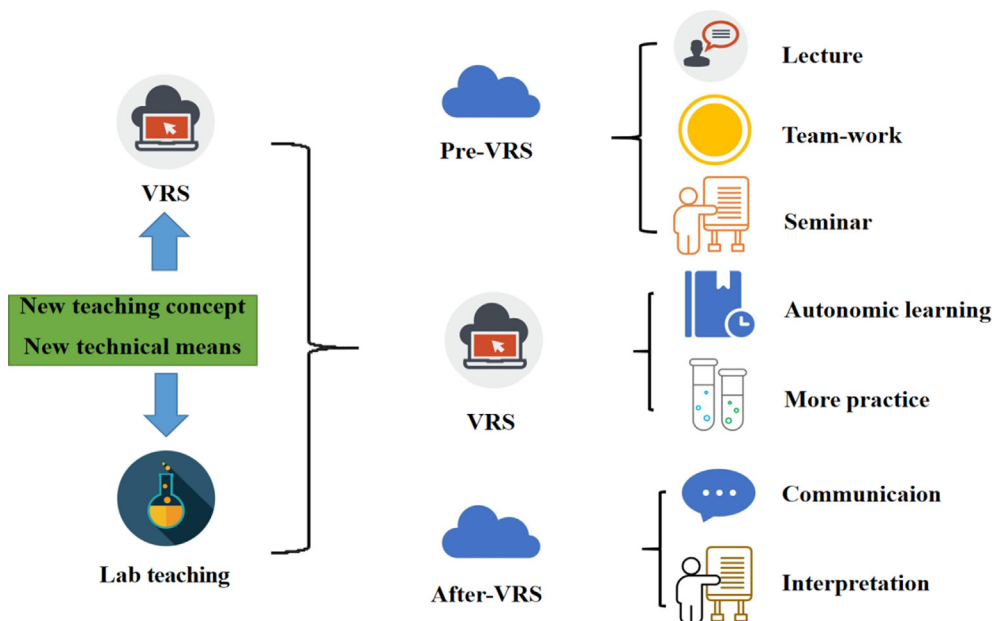 VRS
New teaching concept
New technical means
Lab teaching
Pre-VRS
Lecture
Team-work
Seminar
VRS
Autonomic learning
More practice
After-VRS
Communicaion
Interpretation